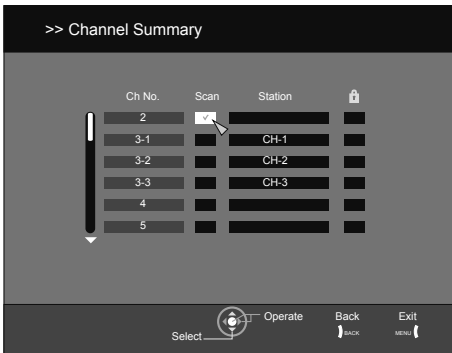 >> Channel Summary
Ch No. Scan Station
2
3-1 CH-1
3-2 CH-2
3-3 CH-3
4
5
Operate Back Exit
Select BACK MENU